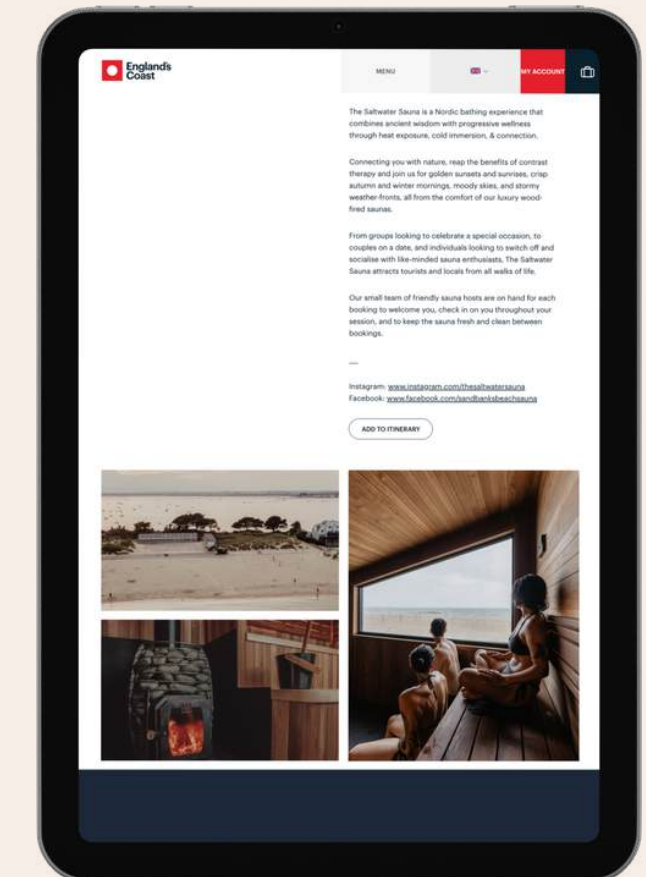 England's
Coast
MENU
MY ACCOUNT
The Saltwater Sauna is a Nordic bathing experience that
combines ancient wisdom with progressive wellness
through heat exposure, cold immersion, & connection.
Connecting you with nature, reap the benefits of contrast
therapy and join us for golden sunsets and sunrises, crisp
autumn and winter mornings, moody skies, and stormy
weather-fronts, all from the comfort of our luxury wood-
fired saunas.
From groups looking to celebrate a special occasion, to
couples on a date, and individuals looking to switch off and
socialise with like-minded sauna enthusiasts, The Saltwater
Sauna attracts tourists and locals from all walks of life.
Our small team of friendly sauna hosts are on hand for each
booking to welcome you, check in on you throughout your
session, and to keep the sauna fresh and clean between
bookings.
—
Instagram: www.instagram.com/thesaltwatersauna
Facebook: www.facebook.com/sandbanksbeachsauna
ADD TO ITINERARY